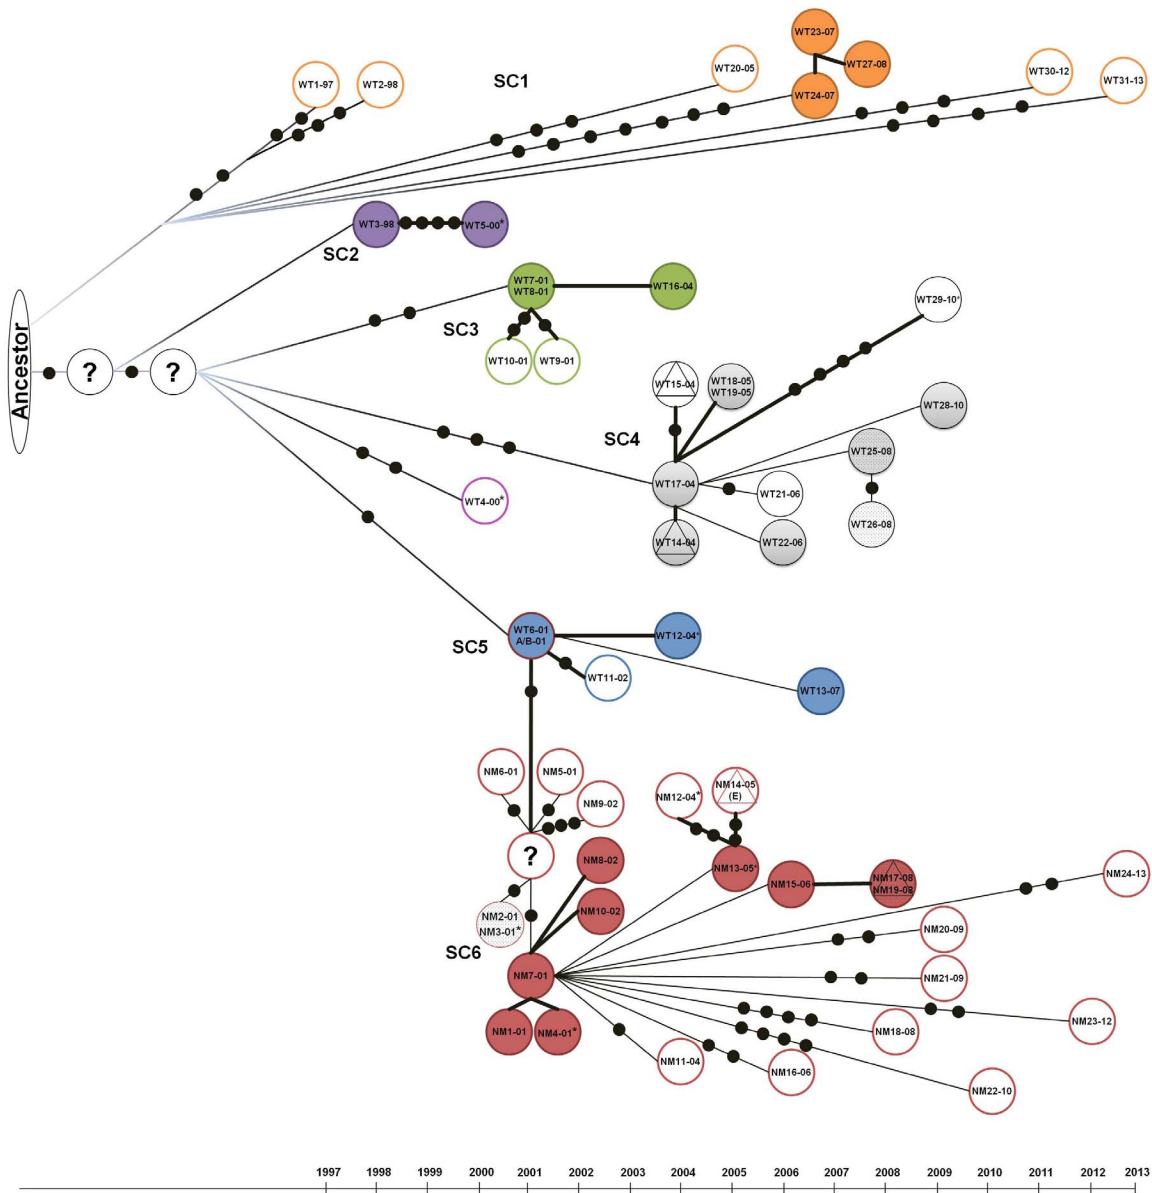 WT23-07
WT27-08
WT20-05
WT30-12
WT31-13
WT1-97
WT2-98
SC1
WT24-07
WT3-98
WT5-00*
SC2
WT7-01
WT8-01
WT16-04
WT29-10*
SC3
WT10-01
WT9-01
Ancestor
?
?
WT15-04
WT18-05
WT19-05
WT28-10
SC4
WT25-08
WT17-04
WT21-06
WT4-00*
WT26-08
WT14-04
WT22-06
WT6-01
A/B-01
WT12-04*
SC5
WT11-02
WT13-07
NM6-01
NM5-01
NM9-02
NM12-04*
NM14-05
(E)
?
NM8-02
NM13-05*
NM15-06
NM17-08
NM19-08
NM24-13
NM2-01
NM3-01*
NM10-02
NM20-09
SC6
NM7-01
NM21-09
NM1-01
NM4-01*
NM18-08
NM23-12
NM11-04
NM16-06
NM22-10
1997 1998 1999 2000 2001 2002 2003 2004 2005 2006 2007 2008 2009 2010 2011 2012 2013